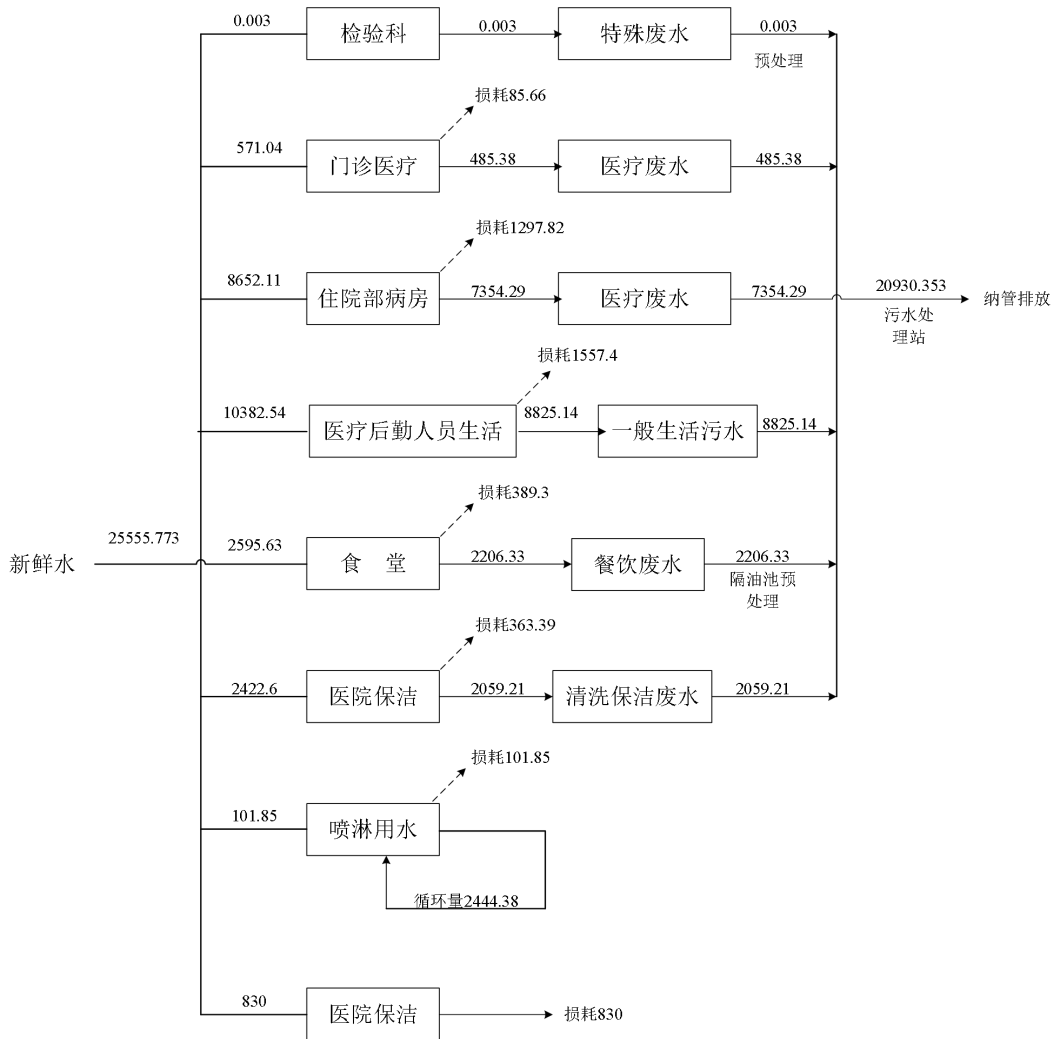 0.003
检验科
0.003
特殊废水
0.003
预处理
损耗85.66
571.04
门诊医疗
485.38
医疗废水
485.38
损耗1297.82
8652.11
住院部病房
7354.29
医疗废水
7354.29
20930.353
污水处
理站
纳管排放
损耗1557.4
10382.54
医疗后勤人员生活
8825.14
一般生活污水
8825.14
损耗389.3
新鲜水
25555.773
2595.63
食 堂
2206.33
餐饮废水
2206.33
隔油池预
处理
损耗363.39
2422.6
医院保洁
2059.21
清洗保洁废水
2059.21
损耗101.85
101.85
喷淋用水
循环量2444.38
830
医院保洁
损耗830